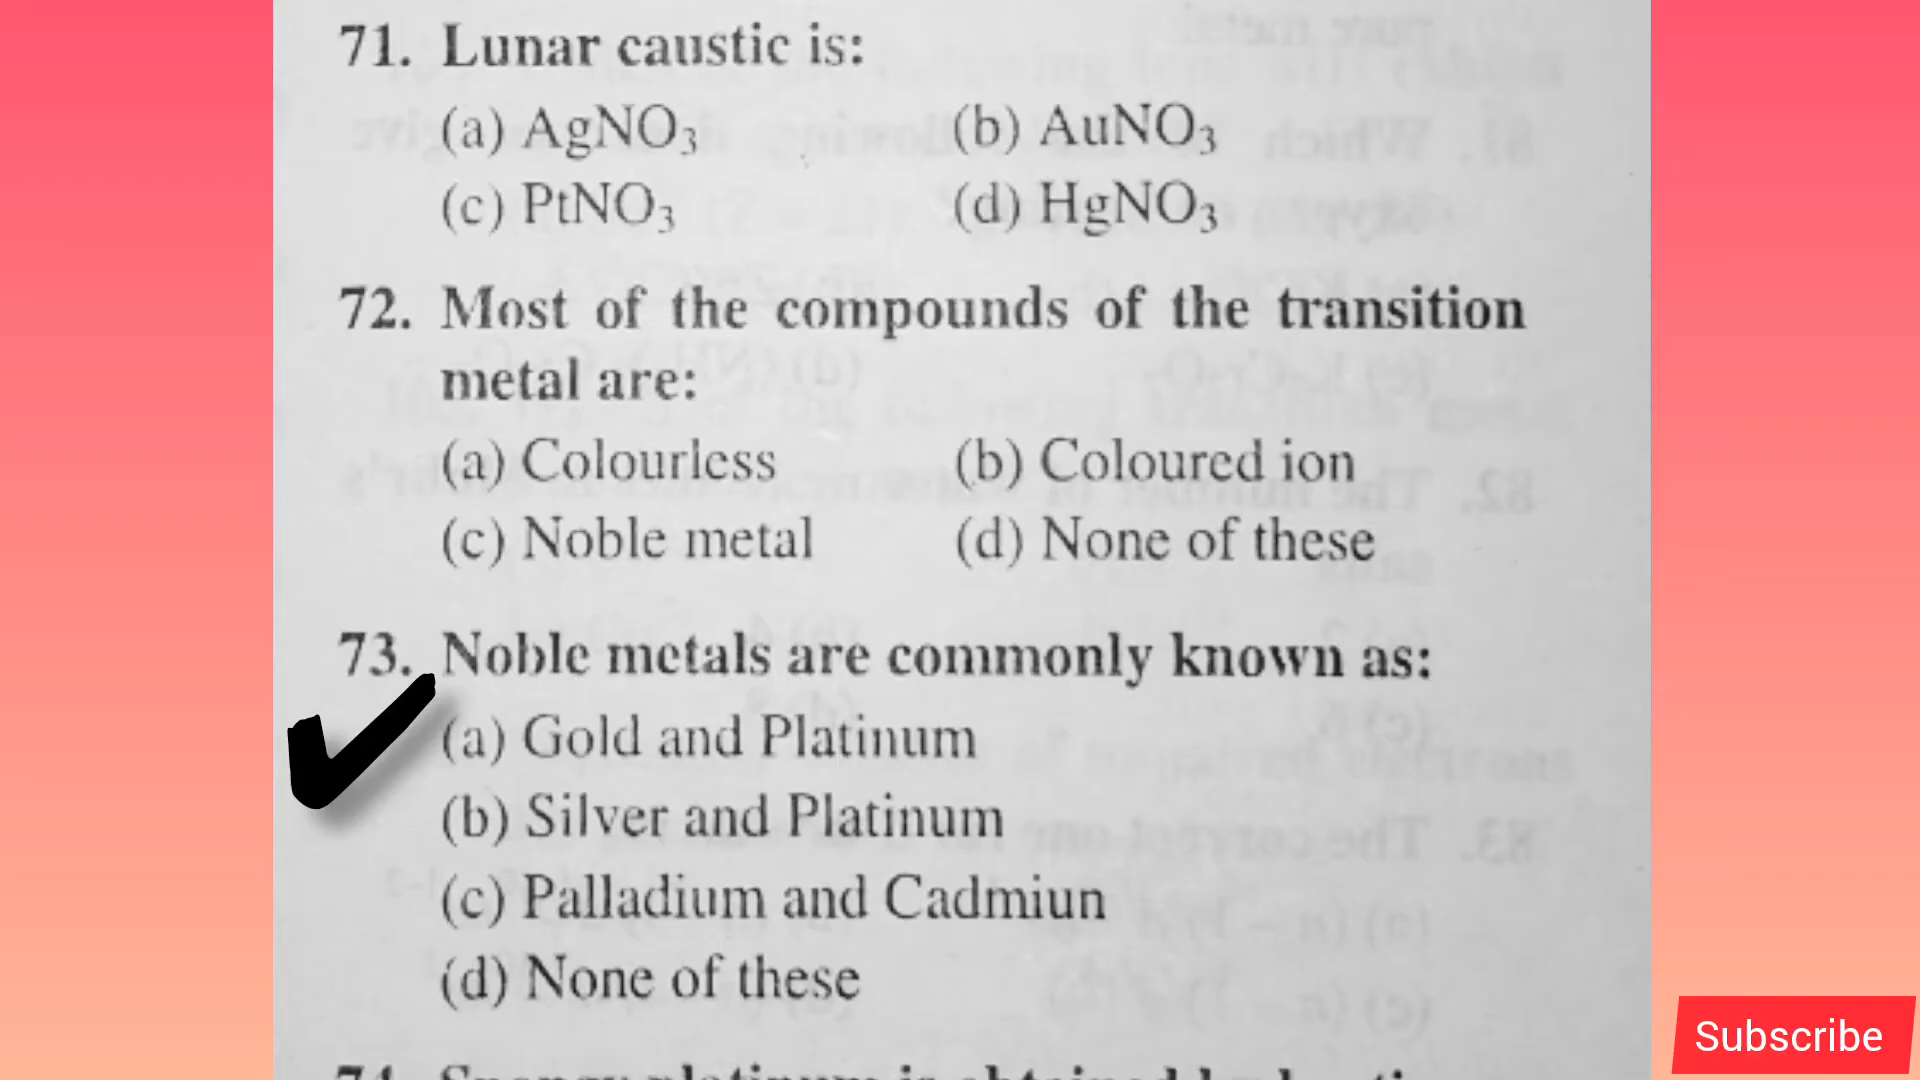 71. Lunar caustic is:
(a) AgNO₃ (b) AuNO₃
(c) PtNO₃ (d) HgNO₃
72. Most of the compounds of the transition
metal are:
(a) Colourless (b) Coloured ion
(c) Noble metal (d) None of these
73. Noble metals are commonly known as:
(a) Gold and Platinum
(b) Silver and Platinum
(c) Palladium and Cadmiun
(d) None of these
Subscribe